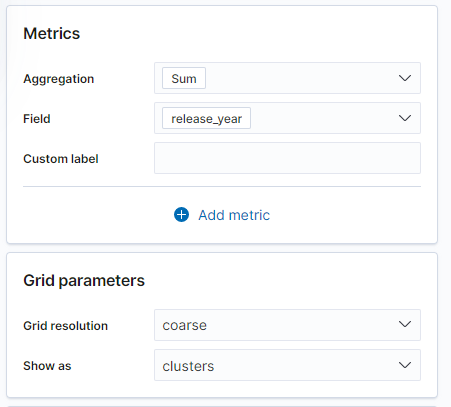 Metrics
Aggregation Sum
Field release_year
Custom label
Add metric
Grid parameters
Grid resolution coarse
Show as clusters